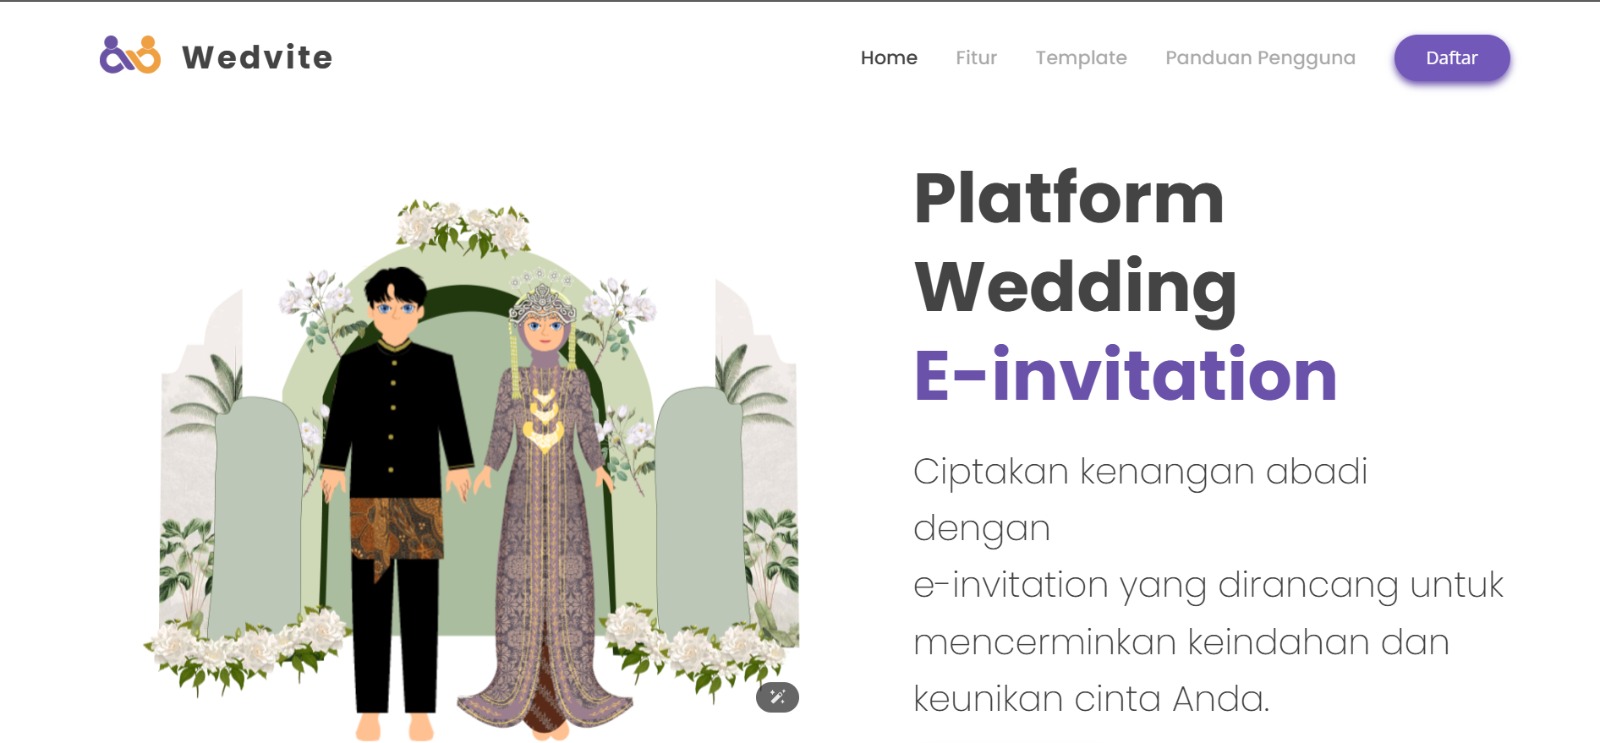 Wedvite
Home Fitur Template Panduan Pengguna Daftar
Platform
Wedding
E-invitation
Ciptakan kenangan abadi
dengan
e-invitation yang dirancang untuk
mencerminkan keindahan dan
keunikan cinta Anda.